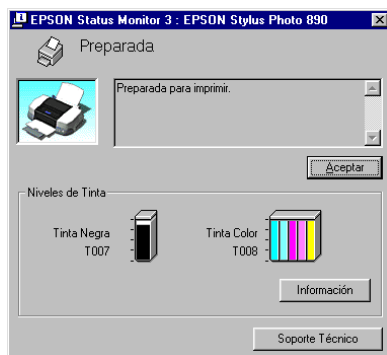 EPSON Status Monitor 3 : EPSON Stylus Photo 890
Preparada
Preparada para imprimir.
Aceptar
Niveles de Tinta
Tinta Negra
T007
Tinta Color
T008
Información
Soporte Técnico